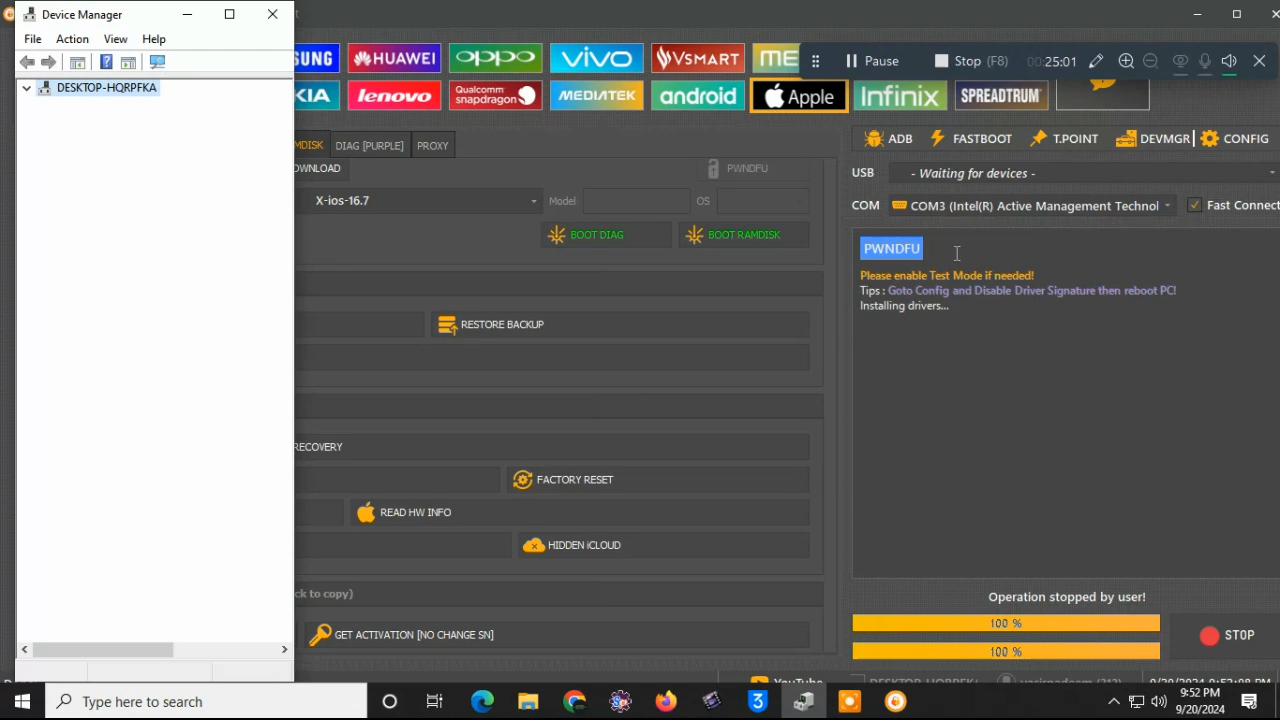 Device Manager
File Action View Help
DESKTOP-HQRPFKA
SUNG HUAWEI oppo vivo VSMART ME
Pause Stop (F8) 00:25:01
KIA lenovo Qualcomm snapdragon MEDIATEK android Apple Infinix SPREADTRUM
MDISK DIAG [PURPLE] PROXY
ADB FASTBOOT T.POINT DEVMGR CONFIG
OWNLOAD PWNDFU
USB - Waiting for devices -
X-ios-16.7 Model OS
COM COM3 (Intel(R) Active Management Technol Fast Connect
BOOT DIAG BOOT RAMDISK
PWNDFU
Please enable Test Mode if needed!
Tips : Goto Config and Disable Driver Signature then reboot PC!
Installing drivers...
RESTORE BACKUP
RECOVERY
FACTORY RESET
READ HW INFO
HIDDEN iCLOUD
ck to copy)
Operation stopped by user!
100 %
GET ACTIVATION [NO CHANGE SN]
STOP
100 %
YouTube
Type here to search
9:52 PM
9/20/2024